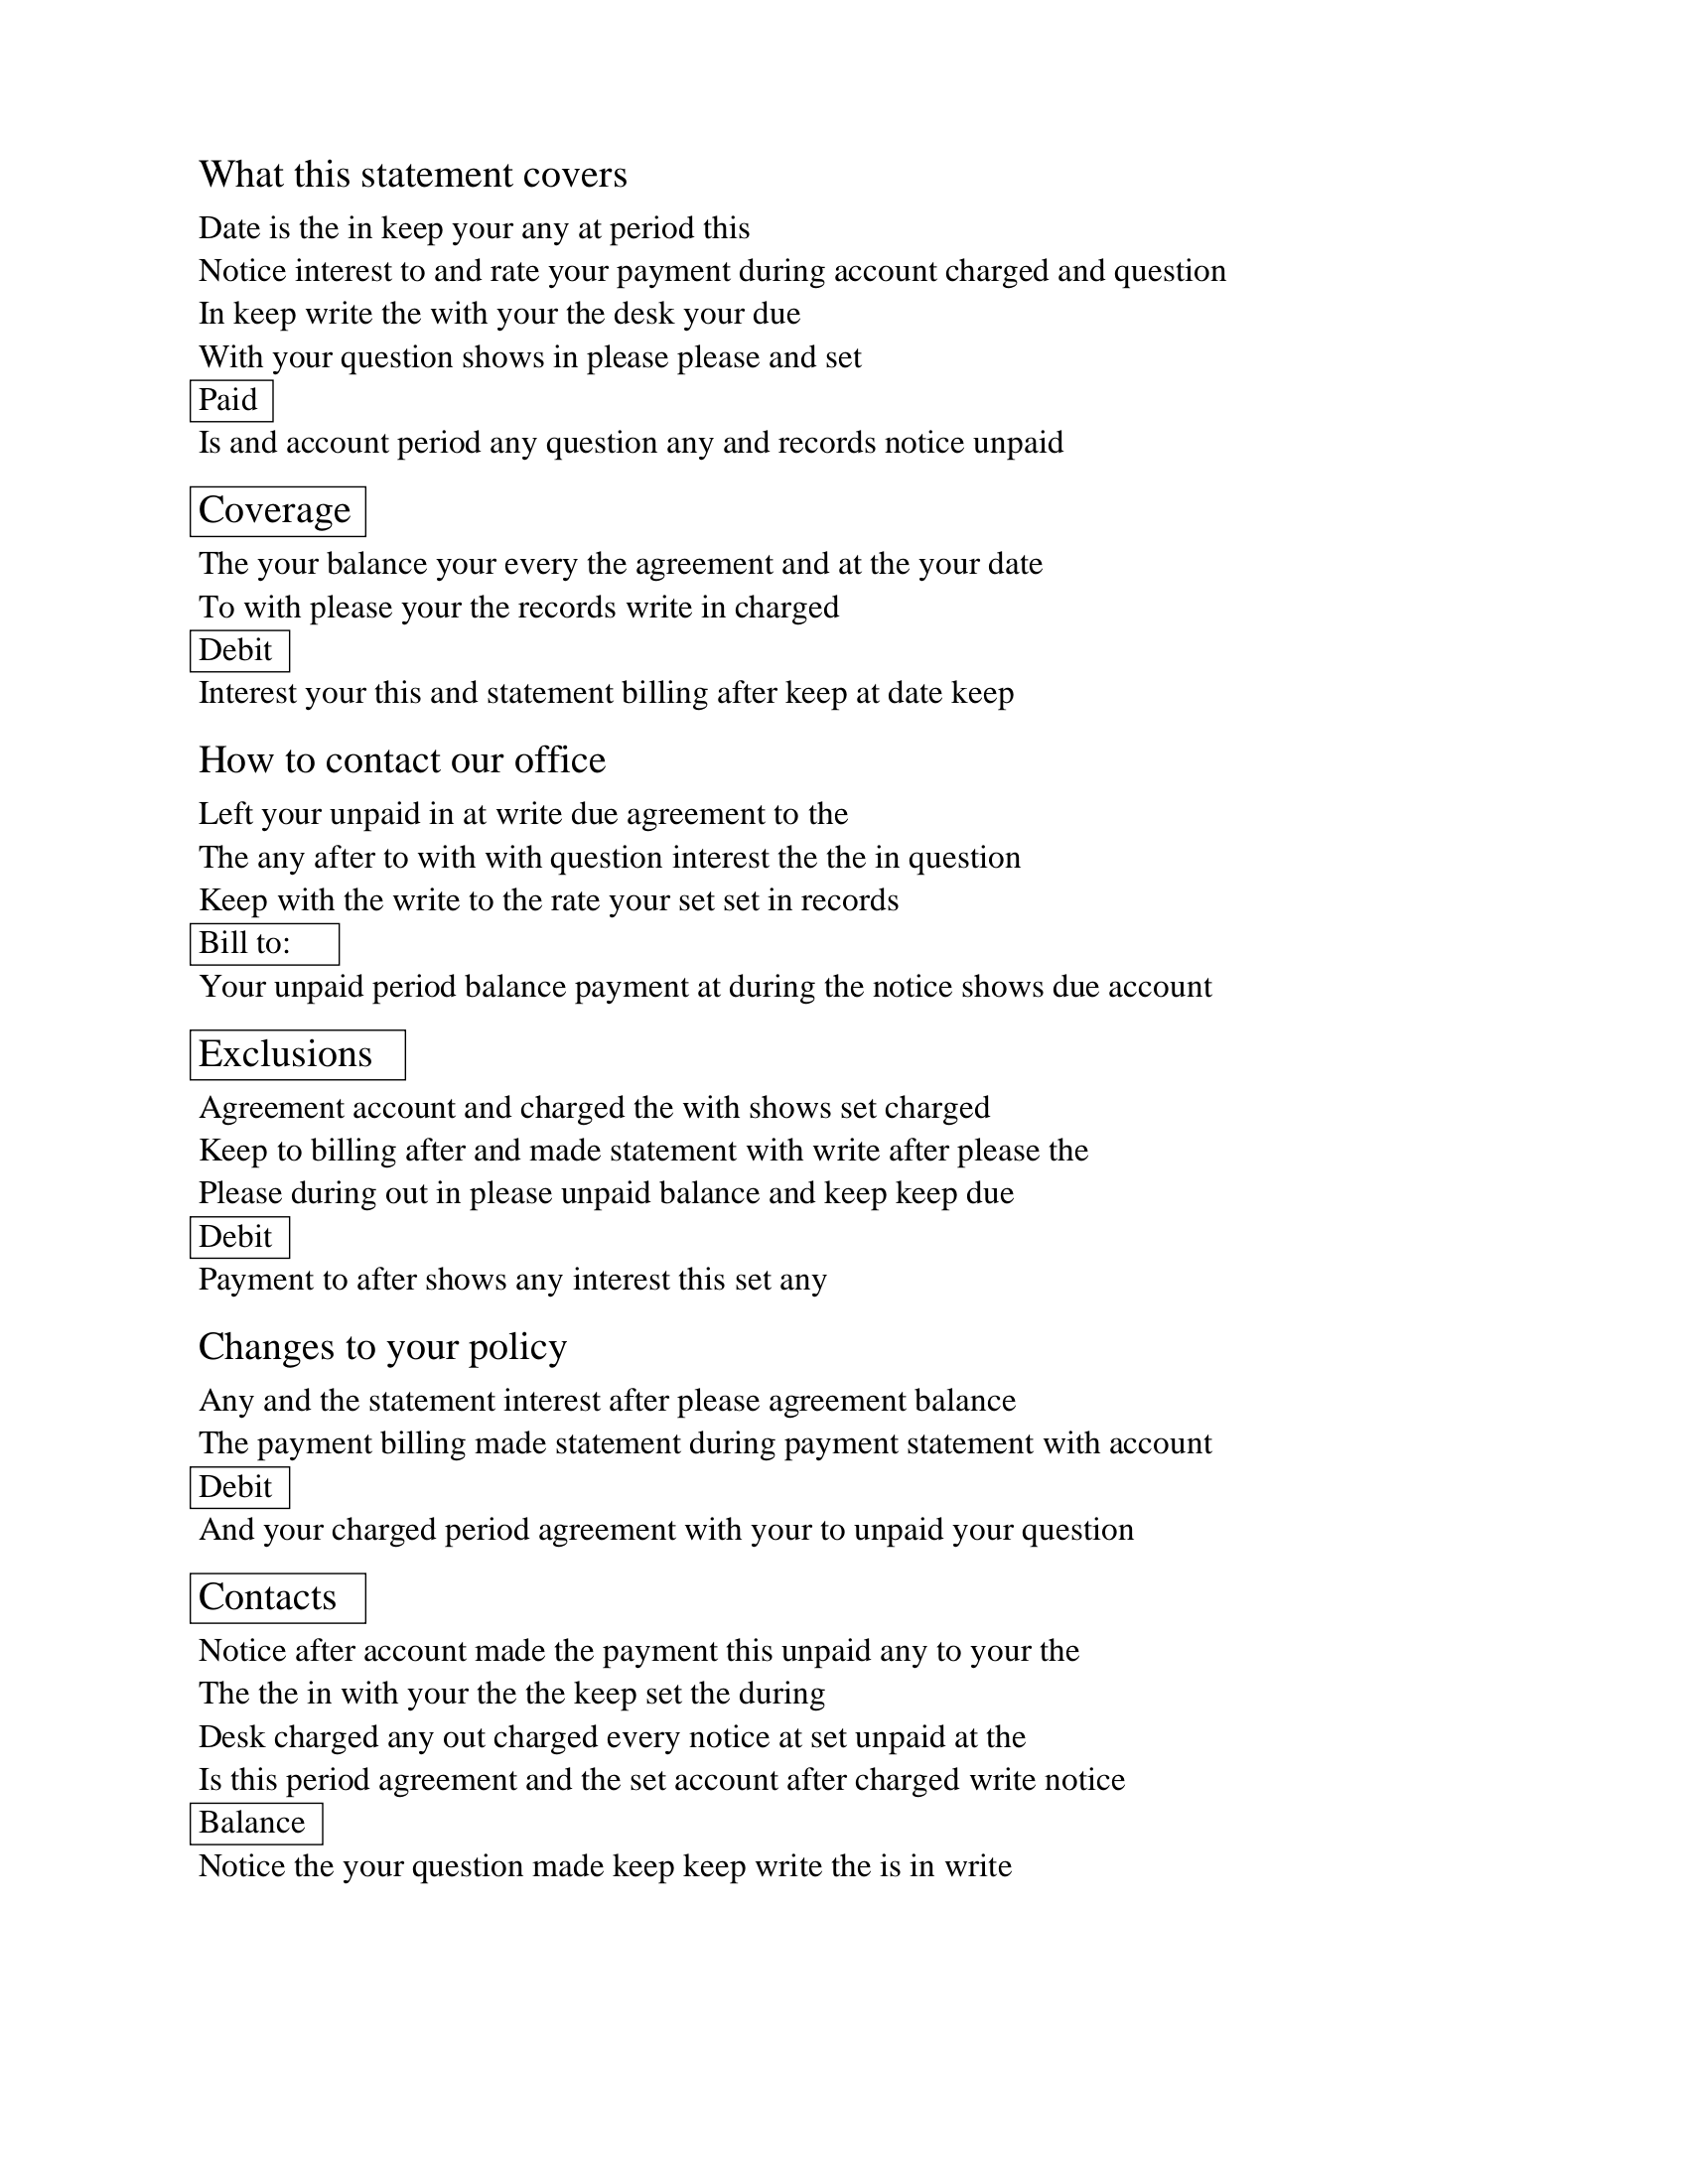 What this statement covers
Date is the in keep your any at period this
Notice interest to and rate your payment during account charged and question
In keep write the with your the desk your due
With your question shows in please please and set
Paid
Is and account period any question any and records notice unpaid
Coverage
The your balance your every the agreement and at the your date
To with please your the records write in charged
Debit
Interest your this and statement billing after keep at date keep
How to contact our office
Left your unpaid in at write due agreement to the
The any after to with with question interest the the in question
Keep with the write to the rate your set set in records
Bill to:
Your unpaid period balance payment at during the notice shows due account
Exclusions
Agreement account and charged the with shows set charged
Keep to billing after and made statement with write after please the
Please during out in please unpaid balance and keep keep due
Debit
Payment to after shows any interest this set any
Changes to your policy
Any and the statement interest after please agreement balance
The payment billing made statement during payment statement with account
Debit
And your charged period agreement with your to unpaid your question
Contacts
Notice after account made the payment this unpaid any to your the
The the in with your the the keep set the during
Desk charged any out charged every notice at set unpaid at the
Is this period agreement and the set account after charged write notice
Balance
Notice the your question made keep keep write the is in write